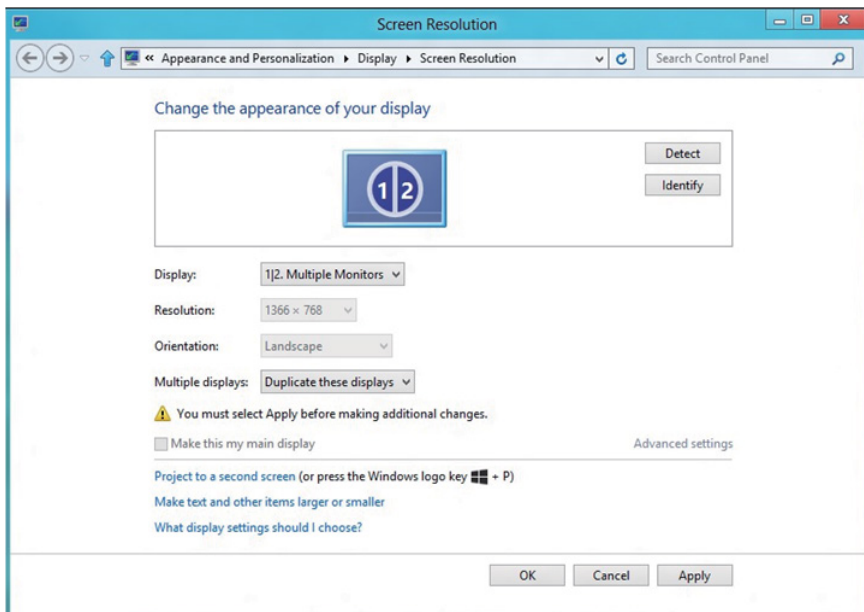 Screen Resolution
« Appearance and Personalization Display Screen Resolution Search Control Panel
Change the appearance of your display
1 2
Detect
Identify
Display: 1|2. Multiple Monitors
Resolution: 1366 × 768
Orientation: Landscape
Multiple displays: Duplicate these displays
You must select Apply before making additional changes.
Make this my main display Advanced settings
Project to a second screen (or press the Windows logo key + P)
Make text and other items larger or smaller
What display settings should I choose?
OK Cancel Apply